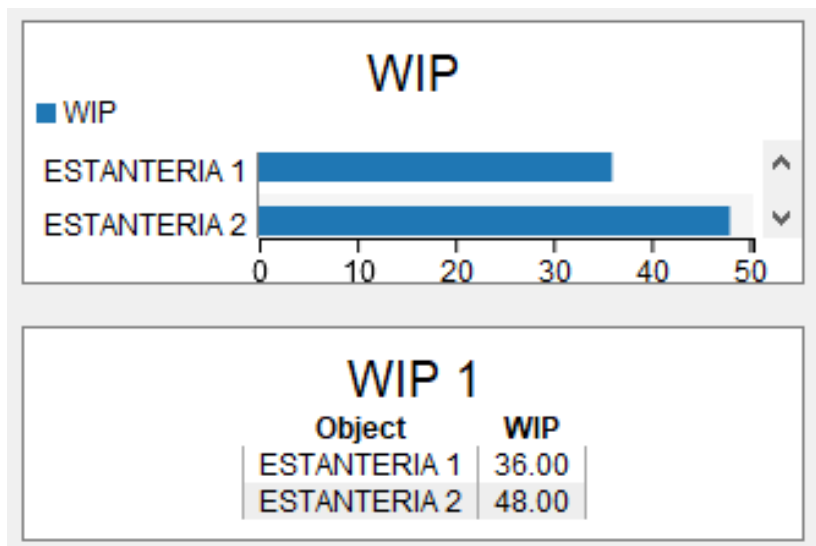 WIP
WIP
ESTANTERIA 1
ESTANTERIA 2
0 10 20 30 40 50
WIP 1
Object WIP
ESTANTERIA 1 36.00
ESTANTERIA 2 48.00